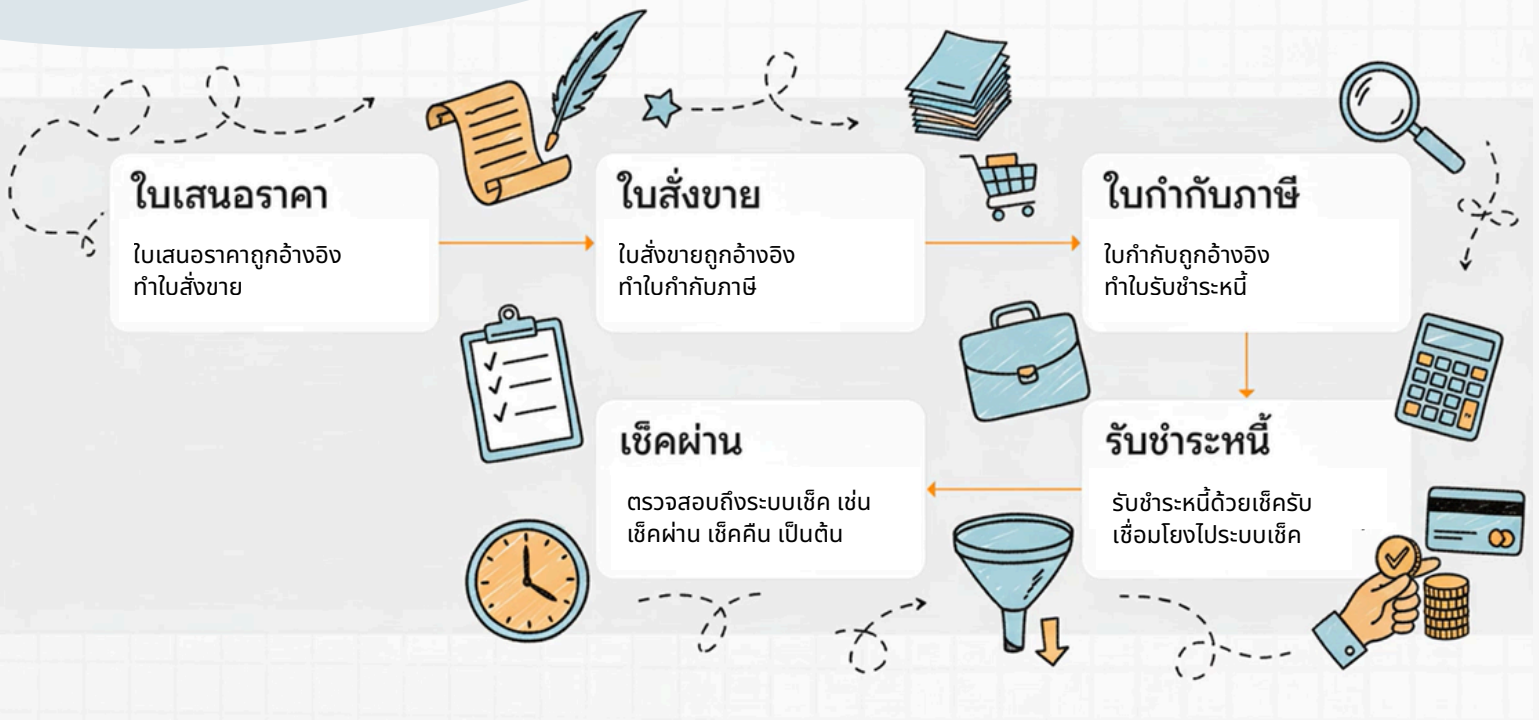 ใบเสนอราคา
ใบเสนอราคาถูกอ้างอิง
ทำใบสั่งขาย
ใบสั่งขาย
ใบสั่งขายถูกอ้างอิง
ทำใบกำกับภาษี
ใบกำกับภาษี
ใบกำกับถูกอ้างอิง
ทำใบรับชำระหนี้
รับชำระหนี้
รับชำระหนี้ด้วยเช็ครับ
เชื่อมโยงไประบบเช็ค
เช็คผ่าน
ตรวจสอบถึงระบบเช็ค เช่น
เช็คผ่าน เช็คคืน เป็นต้น